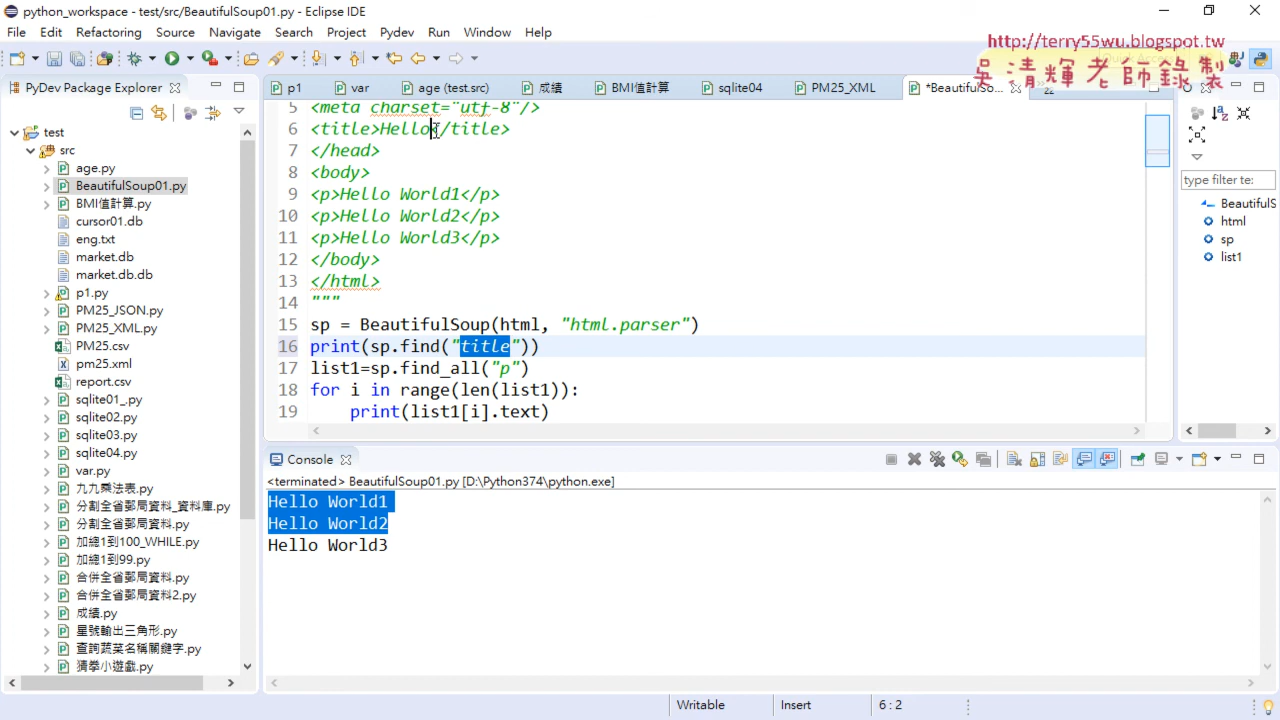 python_workspace - test/src/BeautifulSoup01.py - Eclipse IDE
File Edit Refactoring Source Navigate Search Project Pydev Run Window Help
http://terry55wu.blogspot.tw
吳清輝老師錄製
PyDev Package Explorer
p1
var
age (test.src)
成績
BMI值計算
sqlite04
PM25_XML
*BeautifulSo...
22
test
src
age.py
BeautifulSoup01.py
BMI值計算.py
cursor01.db
eng.txt
market.db
market.db.db
p1.py
PM25_JSON.py
PM25_XML.py
PM25.csv
pm25.xml
report.csv
sqlite01_.py
sqlite02.py
sqlite03.py
sqlite04.py
var.py
九九乘法表.py
分割全省郵局資料_資料庫.py
分割全省郵局資料.py
加總1到100_WHILE.py
加總1到99.py
合併全省郵局資料.py
合併全省郵局資料2.py
成績.py
星號輸出三角形.py
查詢蔬菜名稱關鍵字.py
猜拳小遊戲.py
5 <meta charset="utf-8"/>
6 <title>Hello</title>
7 </head>
8 <body>
9 <p>Hello World1</p>
10 <p>Hello World2</p>
11 <p>Hello World3</p>
12 </body>
13 </html>
14 """
15 sp = BeautifulSoup(html, "html.parser")
16 print(sp.find("title"))
17 list1=sp.find_all("p")
18 for i in range(len(list1)):
19 print(list1[i].text)
type filter te:
BeautifulS
html
sp
list1
Console
<terminated> BeautifulSoup01.py [D:\Python374\python.exe]
Hello World1
Hello World2
Hello World3
Writable
Insert
6 : 2